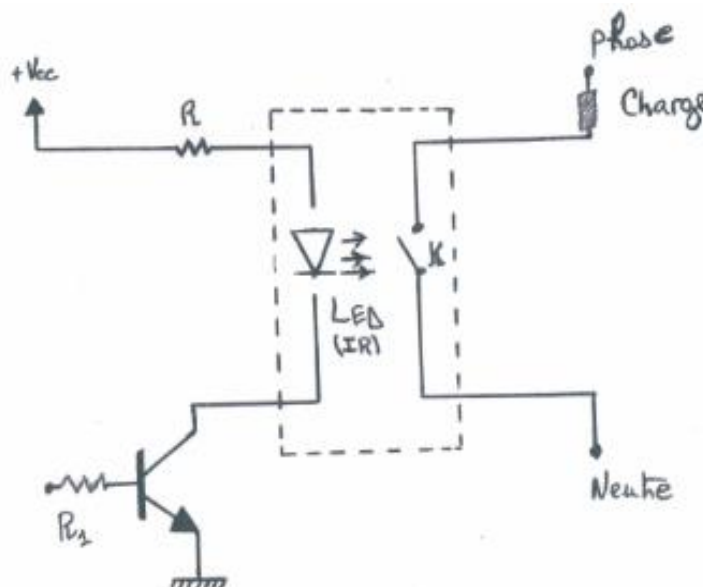 +Vcc
R
phase
Charge
K
LED
(IR)
R1
Neutre